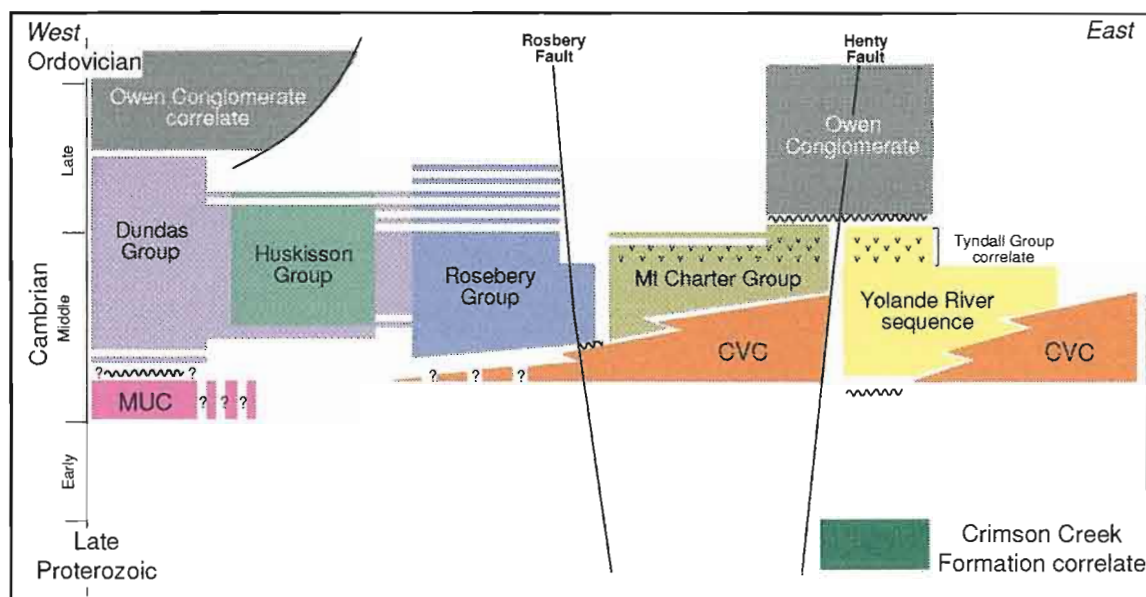 West
East
Rosbery
Fault
Henty
Fault
Ordovician
Owen Conglomerate
correlate
Owen
Conglomerate
Late
Dundas
Group
Huskisson
Group
Rosebery
Group
Mt Charter Group
Tyndall Group
correlate
Yolande River
sequence
Cambrian
Middle
CVC
CVC
? ?
? ? ?
MUC
? ? ?
Early
Late
Proterozoic
Crimson Creek
Formation correlate